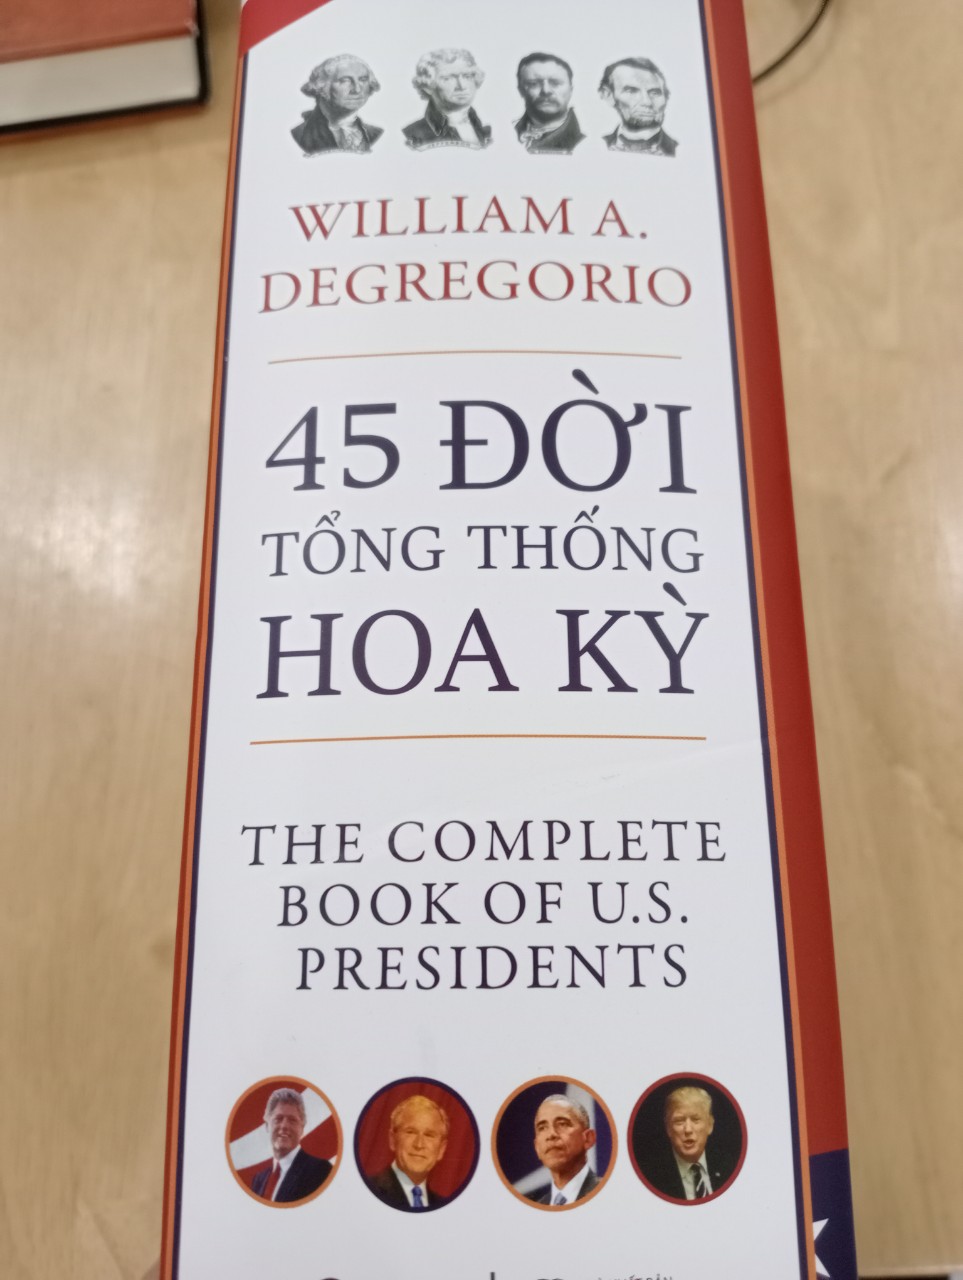 WILLIAM A.
DEGREGORIO
45 ĐỜI
TỔNG THỐNG
HOA KỲ
THE COMPLETE
BOOK OF U.S.
PRESIDENTS